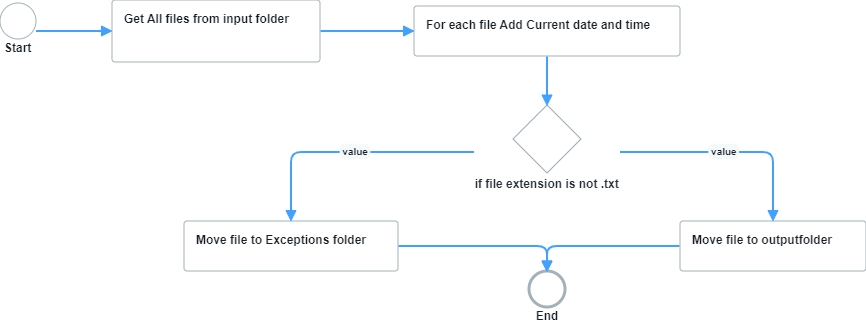 Start
Get All files from input folder
For each file Add Current date and time
value
value
if file extension is not .txt
Move file to Exceptions folder
Move file to outputfolder
End